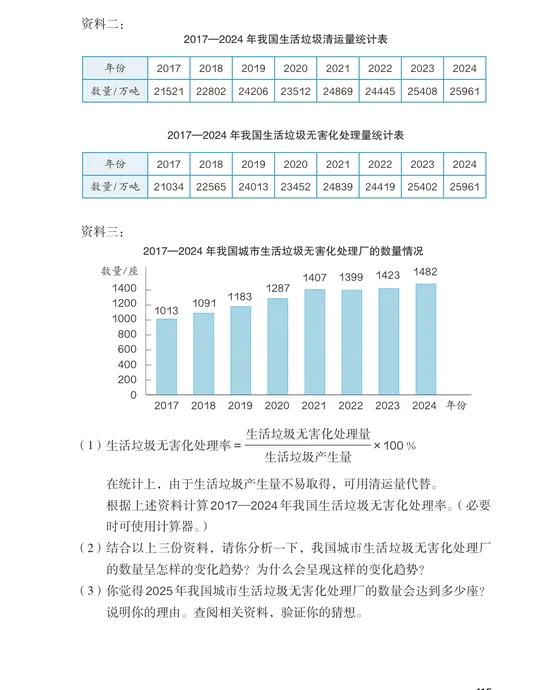 资料二：
2017—2024 年我国生活垃圾清运量统计表
年份 2017 2018 2019 2020 2021 2022 2023 2024
数量/万吨 21521 22802 24206 23512 24869 24445 25408 25961
2017—2024 年我国生活垃圾无害化处理量统计表
年份 2017 2018 2019 2020 2021 2022 2023 2024
数量/万吨 21034 22565 24013 23452 24839 24419 25402 25961
资料三：
2017—2024 年我国城市生活垃圾无害化处理厂的数量情况
数量/座
1400
1200
1000
800
600
400
200
0
1013 1091 1183 1287 1407 1399 1423 1482
2017 2018 2019 2020 2021 2022 2023 2024 年份
（1）生活垃圾无害化处理率＝生活垃圾无害化处理量/生活垃圾产生量×100％
在统计上，由于生活垃圾产生量不易取得，可用清运量代替。
根据上述资料计算2017—2024年我国生活垃圾无害化处理率。（必要
时可使用计算器。）
（2）结合以上三份资料，请你分析一下，我国城市生活垃圾无害化处理厂
的数量呈怎样的变化趋势？为什么会呈现这样的变化趋势？
（3）你觉得2025年我国城市生活垃圾无害化处理厂的数量会达到多少座？
说明你的理由。查阅相关资料，验证你的猜想。